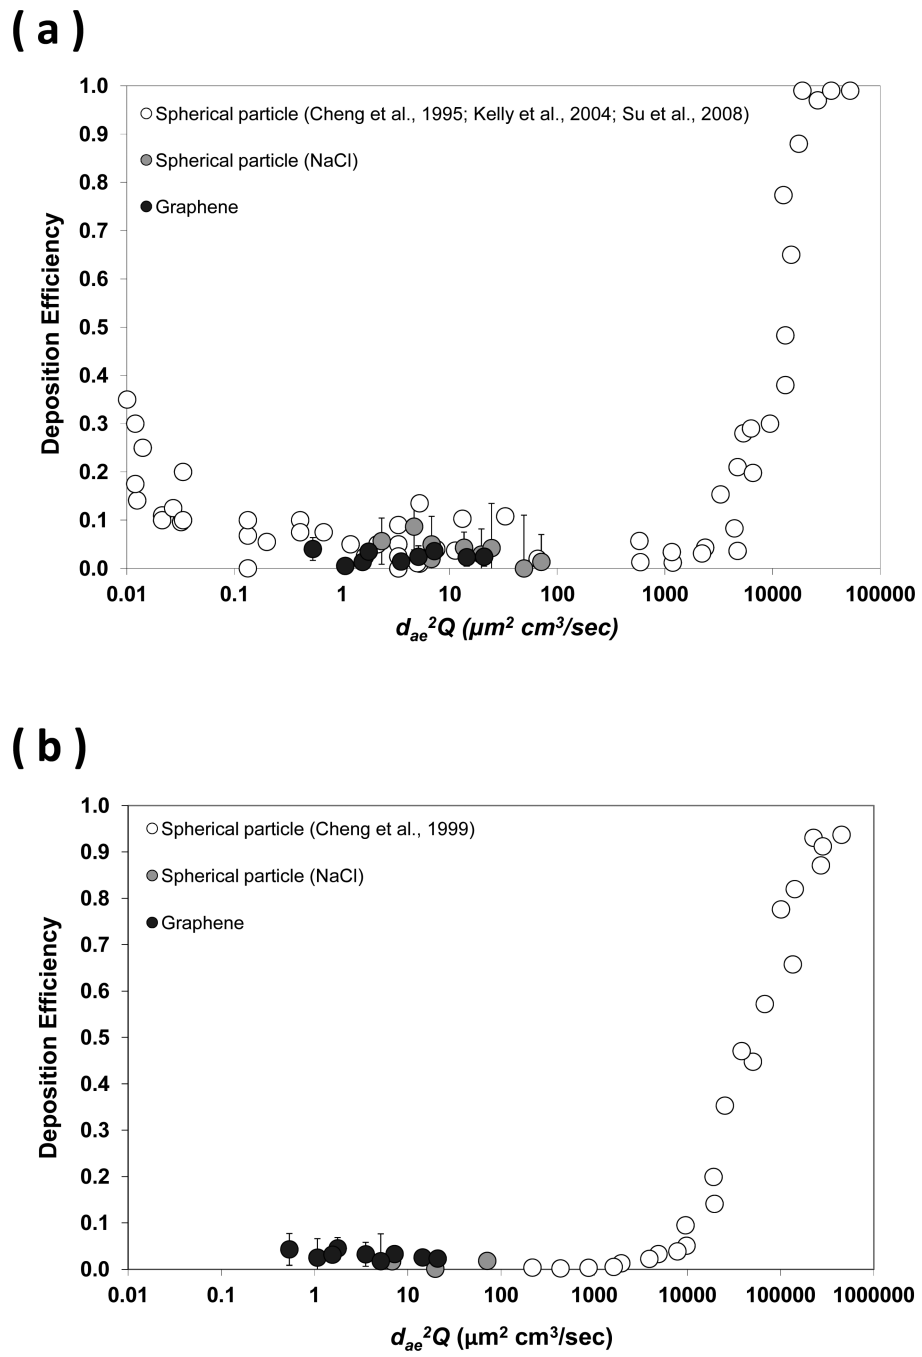 ( a )
1.0
0.9
0.8
0.7
0.6
0.5
0.4
0.3
0.2
0.1
0.0
Deposition Efficiency
Spherical particle (Cheng et al., 1995; Kelly et al., 2004; Su et al., 2008)
Spherical particle (NaCl)
Graphene
0.01 0.1 1 10 100 1000 10000 100000
dae²Q (µm² cm³/sec)
( b )
1.0
0.9
0.8
0.7
0.6
0.5
0.4
0.3
0.2
0.1
0.0
Deposition Efficiency
Spherical particle (Cheng et al., 1999)
Spherical particle (NaCl)
Graphene
0.01 0.1 1 10 100 1000 10000 100000 1000000
dae²Q (µm² cm³/sec)